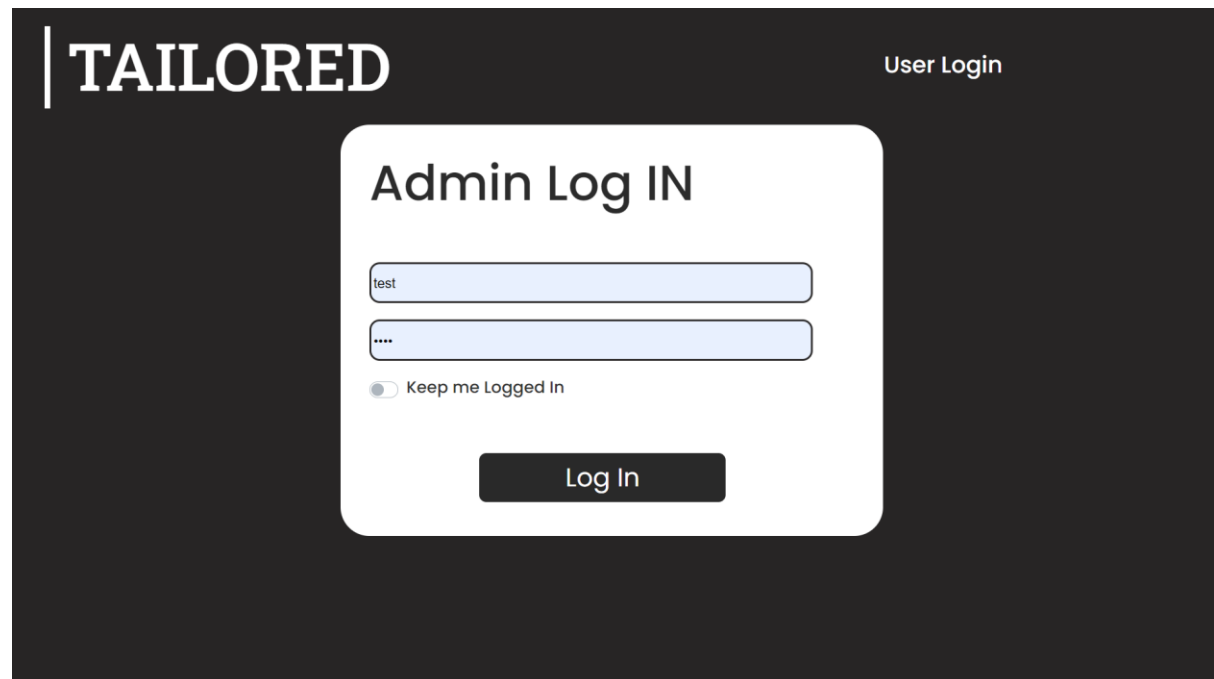 TAILORED
User Login
Admin Log IN
test
••••
Keep me Logged In
Log In